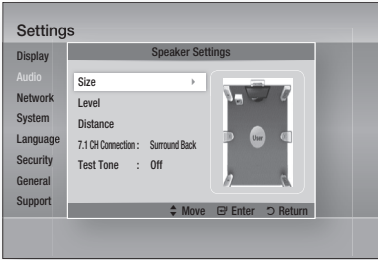 Settings
Display
Audio
Network
System
Language
Security
General
Support
Speaker Settings
Size
Level
Distance
7.1 CH Connection : Surround Back
Test Tone : Off
User
Move Enter Return